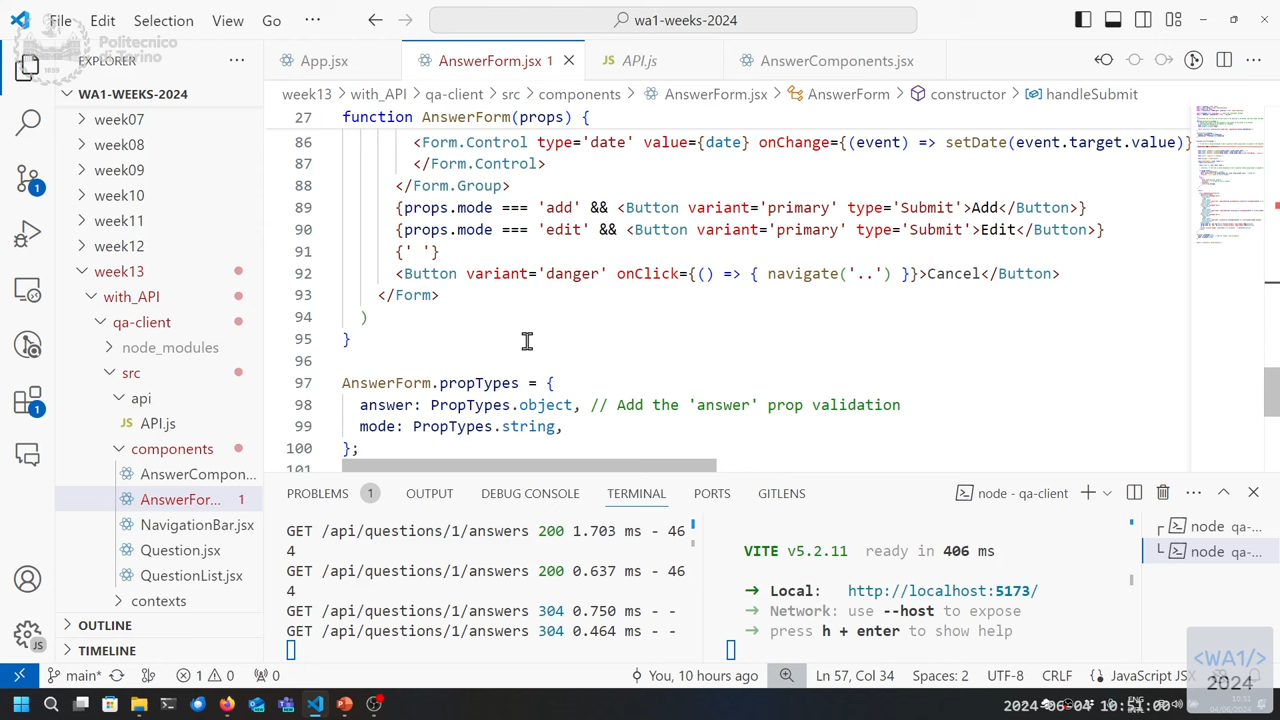 File Edit View Go ··· wa1-weeks-2024
Politecnico
di Torino
EXPLORER ···
App.jsx AnswerForm.jsx 1 JS API.js AnswerComponents.jsx ···
WA1-WEEKS-2024
week13 > with_API > qa-client > src > components > AnswerForm.jsx > AnswerForm > constructor > handleSubmit
week07
week08
week09
week10
week11
week12
week13
with_API
qa-client
node_modules
src
api
JS API.js
components
AnswerCompon...
AnswerFor... 1
NavigationBar.jsx
Question.jsx
QuestionList.jsx
contexts
OUTLINE
TIMELINE
27 function AnswerForm(props) {
86 <Form.Control type='date' value={date} onChange={(event) => setDate(event.target.value)}
87 </Form.Control>
88 </Form.Group>
89 {props.mode 'add' && <Button variant= type='Submit'>Add</Button>}
90 {props.mode && <Button
91 {' '}
92 <Button variant='danger' onClick={() => { navigate('..') }}>Cancel</Button>
93 </Form>
94 )
95 }
96
97 AnswerForm.propTypes = {
98 answer: PropTypes.object, // Add the 'answer' prop validation
99 mode: PropTypes.string,
100 };
101
PROBLEMS 1 OUTPUT DEBUG CONSOLE TERMINAL PORTS GITLENS node - qa-client ···
GET /api/questions/1/answers 200 1.703 ms - 46
4
GET /api/questions/1/answers 200 0.637 ms - 46
4
GET /api/questions/1/answers 304 0.750 ms - -
GET /api/questions/1/answers 304 0.464 ms - -
VITE v5.2.11 ready in 406 ms
➜ Local: http://localhost:5173/
➜ Network: use --host to expose
➜ press h + enter to show help
node qa-...
node qa-...
main* 1 0 0 You, 10 hours ago Ln 57, Col 34 Spaces: 2 UTF-8 CRLF {} JavaScript JSX
<WA1/>
2024